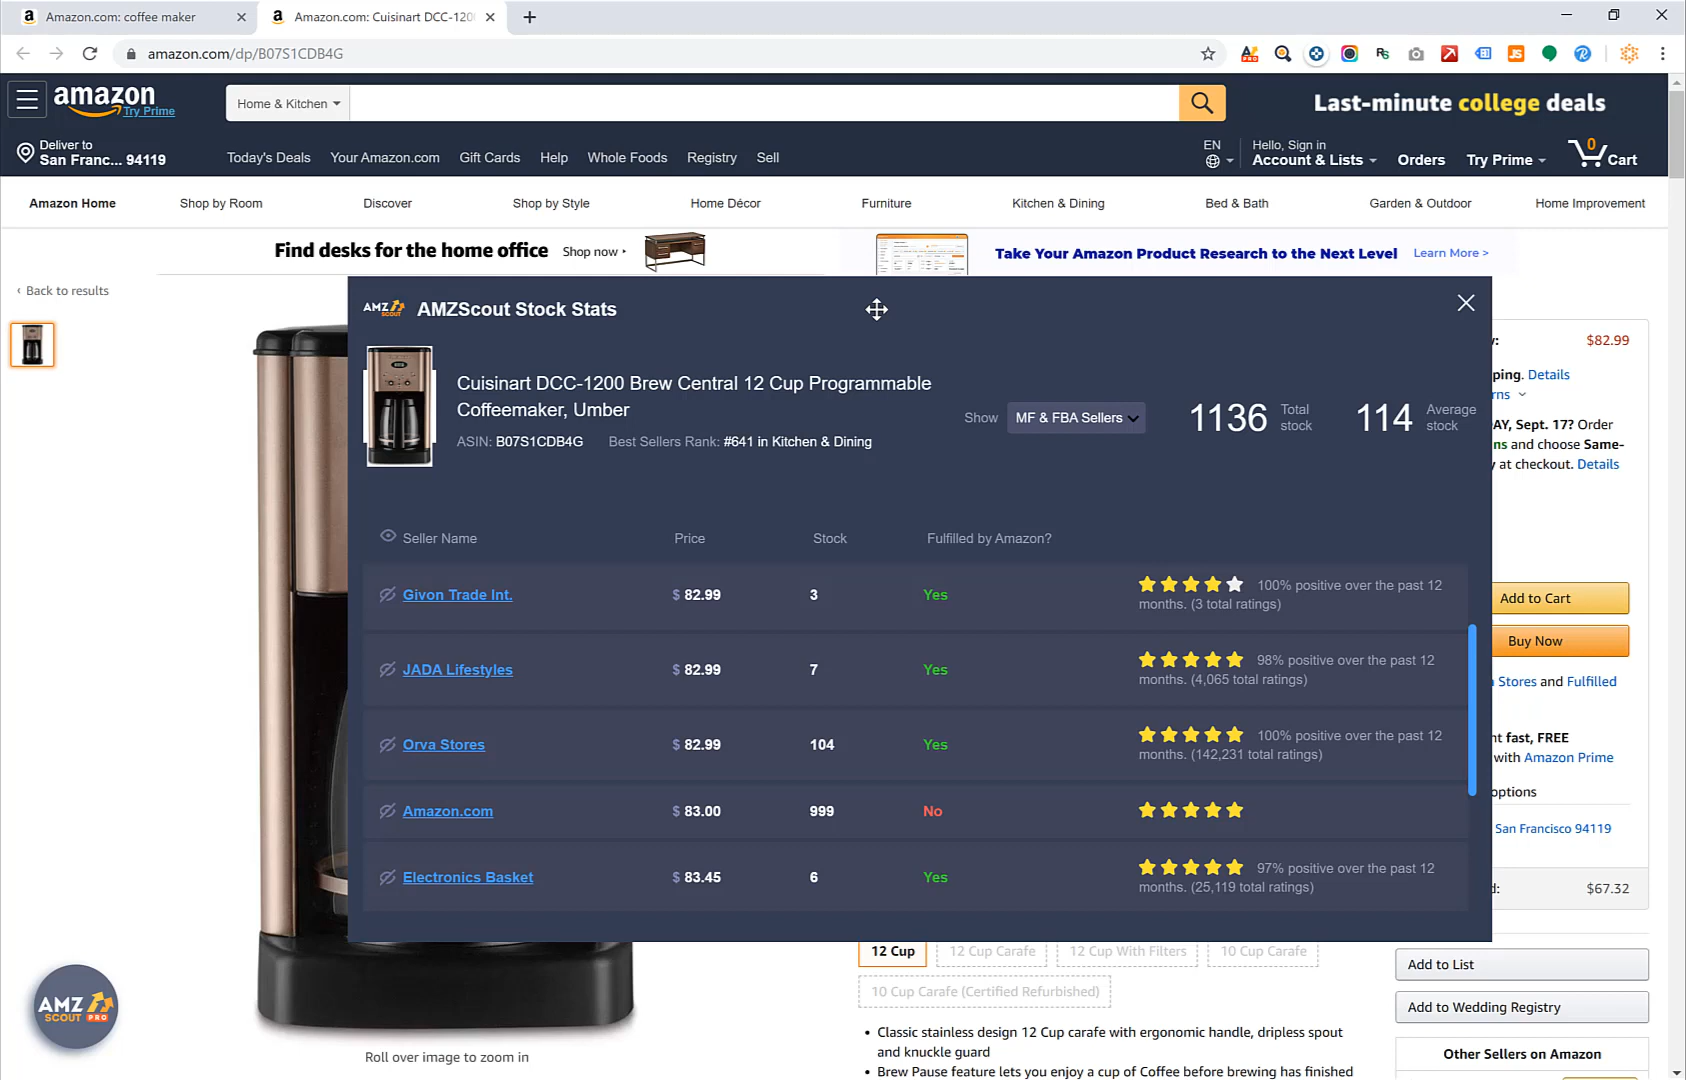 Amazon.com: coffee maker
Amazon.com: Cuisinart DCC-120
amazon.com/dp/B07S1CDB4G
amazon
Try Prime
Home & Kitchen
Last-minute college deals
Deliver to
San Franc... 94119
Today's Deals
Your Amazon.com
Gift Cards
Help
Whole Foods
Registry
Sell
EN
Hello, Sign in
Account & Lists
Orders
Try Prime
0
Cart
Amazon Home
Shop by Room
Discover
Shop by Style
Home Décor
Furniture
Kitchen & Dining
Bed & Bath
Garden & Outdoor
Home Improvement
Find desks for the home office
Shop now
Take Your Amazon Product Research to the Next Level
Learn More >
‹ Back to results
AMZ SCOUT
AMZScout Stock Stats
Cuisinart DCC-1200 Brew Central 12 Cup Programmable
Coffeemaker, Umber
ASIN: B07S1CDB4G
Best Sellers Rank: #641 in Kitchen & Dining
Show
MF & FBA Sellers
1136
Total
stock
114
Average
stock
Seller Name
Price
Stock
Fulfilled by Amazon?
Givon Trade Int.
$ 82.99
3
Yes
100% positive over the past 12
months. (3 total ratings)
JADA Lifestyles
$ 82.99
7
Yes
98% positive over the past 12
months. (4,065 total ratings)
Orva Stores
$ 82.99
104
Yes
100% positive over the past 12
months. (142,231 total ratings)
Amazon.com
$ 83.00
999
No
Electronics Basket
$ 83.45
6
Yes
97% positive over the past 12
months. (25,119 total ratings)
y:
$82.99
ping. Details
rns
AY, Sept. 17? Order
ns and choose Same-
y at checkout. Details
Add to Cart
Buy Now
Stores and Fulfilled
nt fast, FREE
with Amazon Prime
options
San Francisco 94119
d:
$67.32
Add to List
Add to Wedding Registry
Other Sellers on Amazon
12 Cup
12 Cup Carafe
12 Cup With Filters
10 Cup Carafe
10 Cup Carafe (Certified Refurbished)
• Classic stainless design 12 Cup carafe with ergonomic handle, dripless spout
and knuckle guard
• Brew Pause feature lets you enjoy a cup of Coffee before brewing has finished
AMZ
SCOUT PRO
Roll over image to zoom in